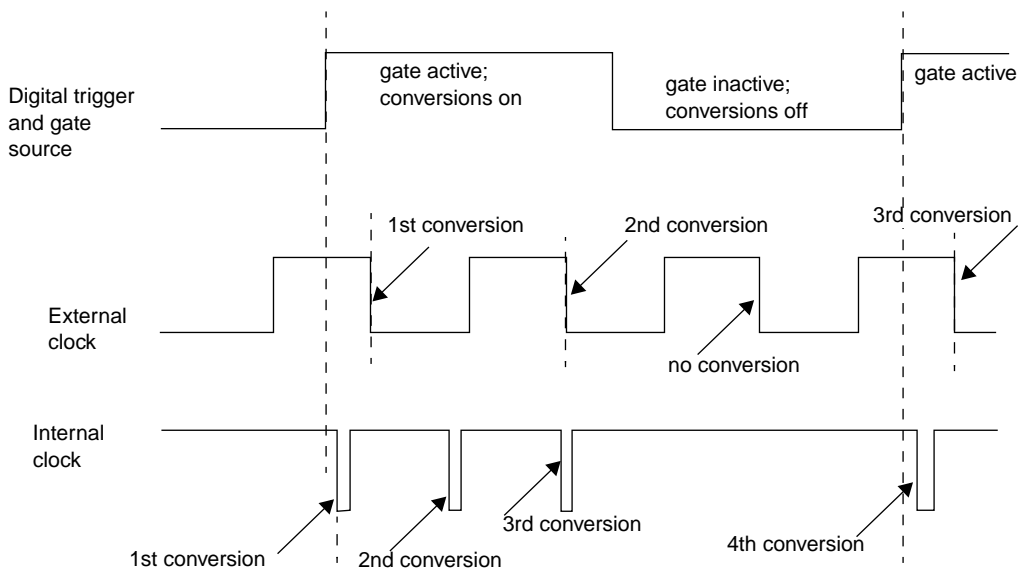 Digital trigger
and gate
source
gate active;
conversions on
gate inactive;
conversions off
gate active
External
clock
1st conversion
2nd conversion
no conversion
3rd conversion
Internal
clock
1st conversion
2nd conversion
3rd conversion
4th conversion